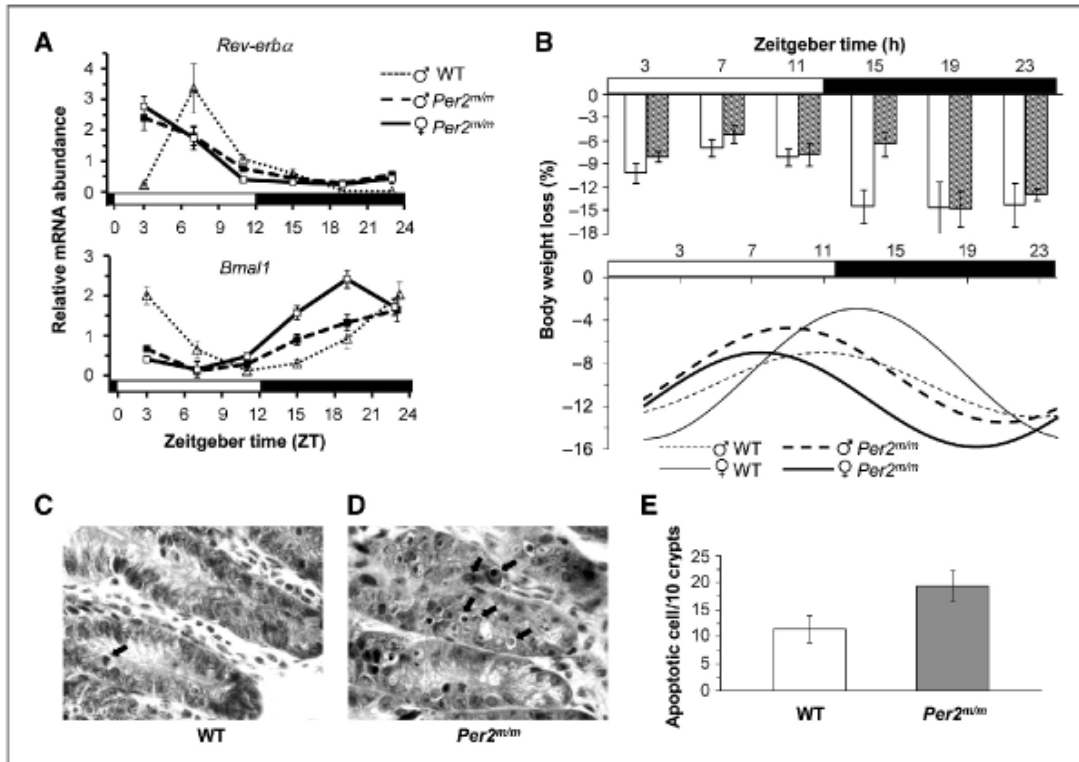 A
Rev-erbα
Relative mRNA abundance
4
3
2
1
0
♂ WT
♂ Per2m/m
♀ Per2m/m
0 3 6 9 12 15 18 21 24
Bmal1
3
2
1
0
0 3 6 9 12 15 18 21 24
Zeitgeber time (ZT)
B
Zeitgeber time (h)
3 7 11 15 19 23
Body weight loss (%)
0
–3
–6
–9
–12
–15
–18
3 7 11 15 19 23
0
–4
–8
–12
–16
♂ WT ♂ Per2m/m
♀ WT ♀ Per2m/m
C
WT
D
Per2m/m
E
Apoptotic cell/10 crypts
25
20
15
10
5
0
WT Per2m/m